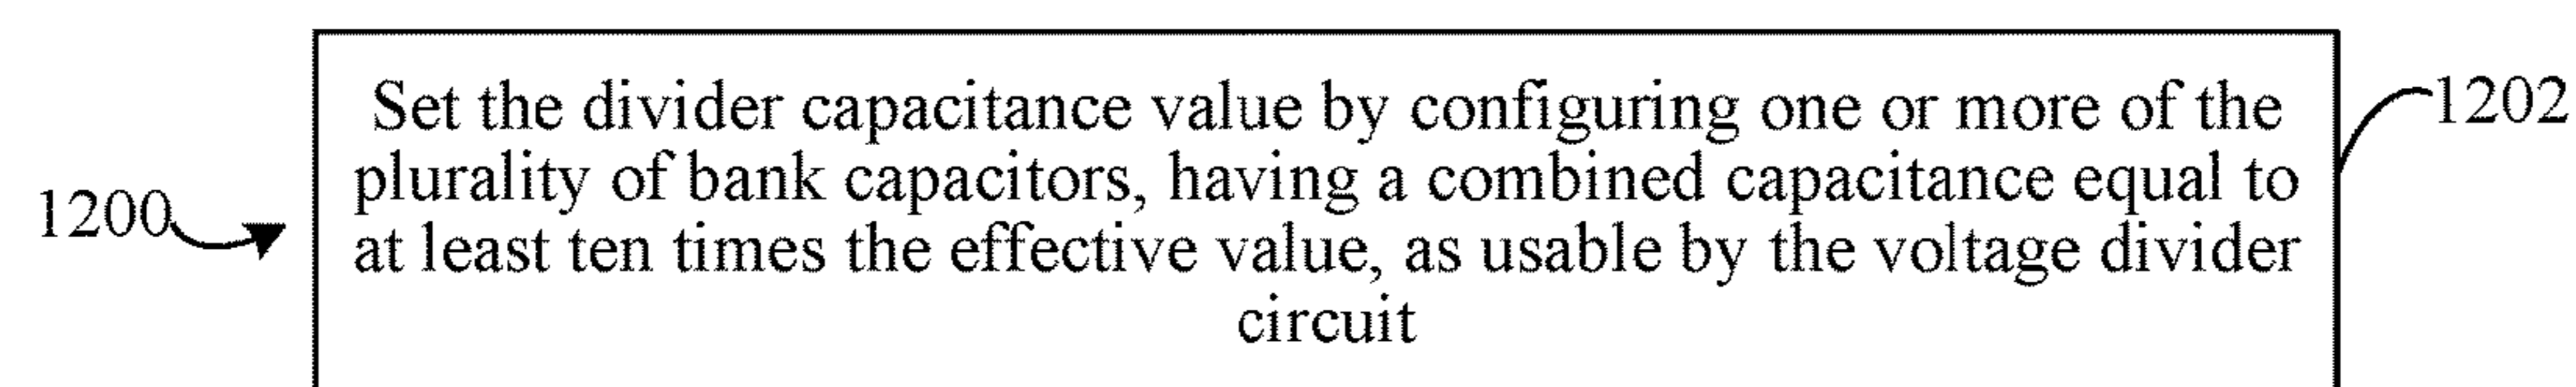 Set the divider capacitance value by configuring one or more of the
plurality of bank capacitors, having a combined capacitance equal to
at least ten times the effective value, as usable by the voltage divider
circuit
1202
1200